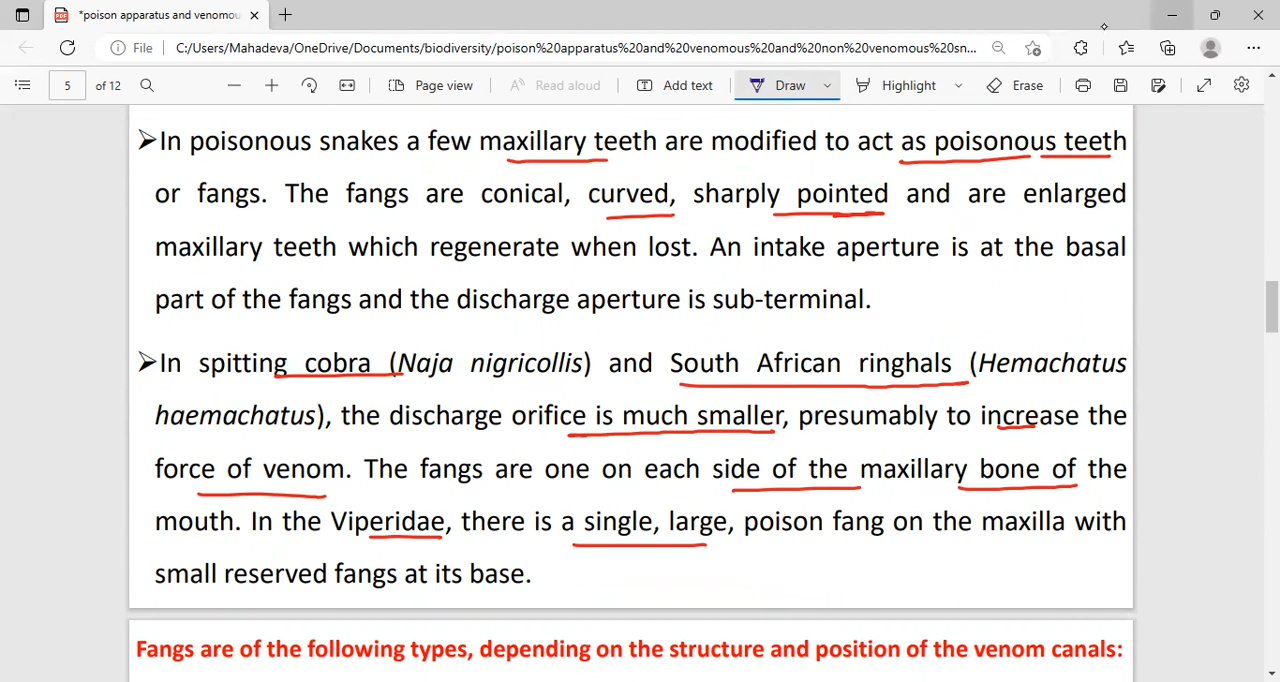 *poison apparatus and venomou
File
C:/Users/Mahadeva/OneDrive/Documents/biodiversity/poison%20apparatus%20and%20venomous%20and%20non%20venomous%20sn...
5 of 12
Page view
Read aloud
Add text
Draw
Highlight
Erase
➢In poisonous snakes a few maxillary teeth are modified to act as poisonous teeth
or fangs. The fangs are conical, curved, sharply pointed and are enlarged
maxillary teeth which regenerate when lost. An intake aperture is at the basal
part of the fangs and the discharge aperture is sub-terminal.
➢In spitting cobra (Naja nigricollis) and South African ringhals (Hemachatus
haemachatus), the discharge orifice is much smaller, presumably to increase the
force of venom. The fangs are one on each side of the maxillary bone of the
mouth. In the Viperidae, there is a single, large, poison fang on the maxilla with
small reserved fangs at its base.
Fangs are of the following types, depending on the structure and position of the venom canals: